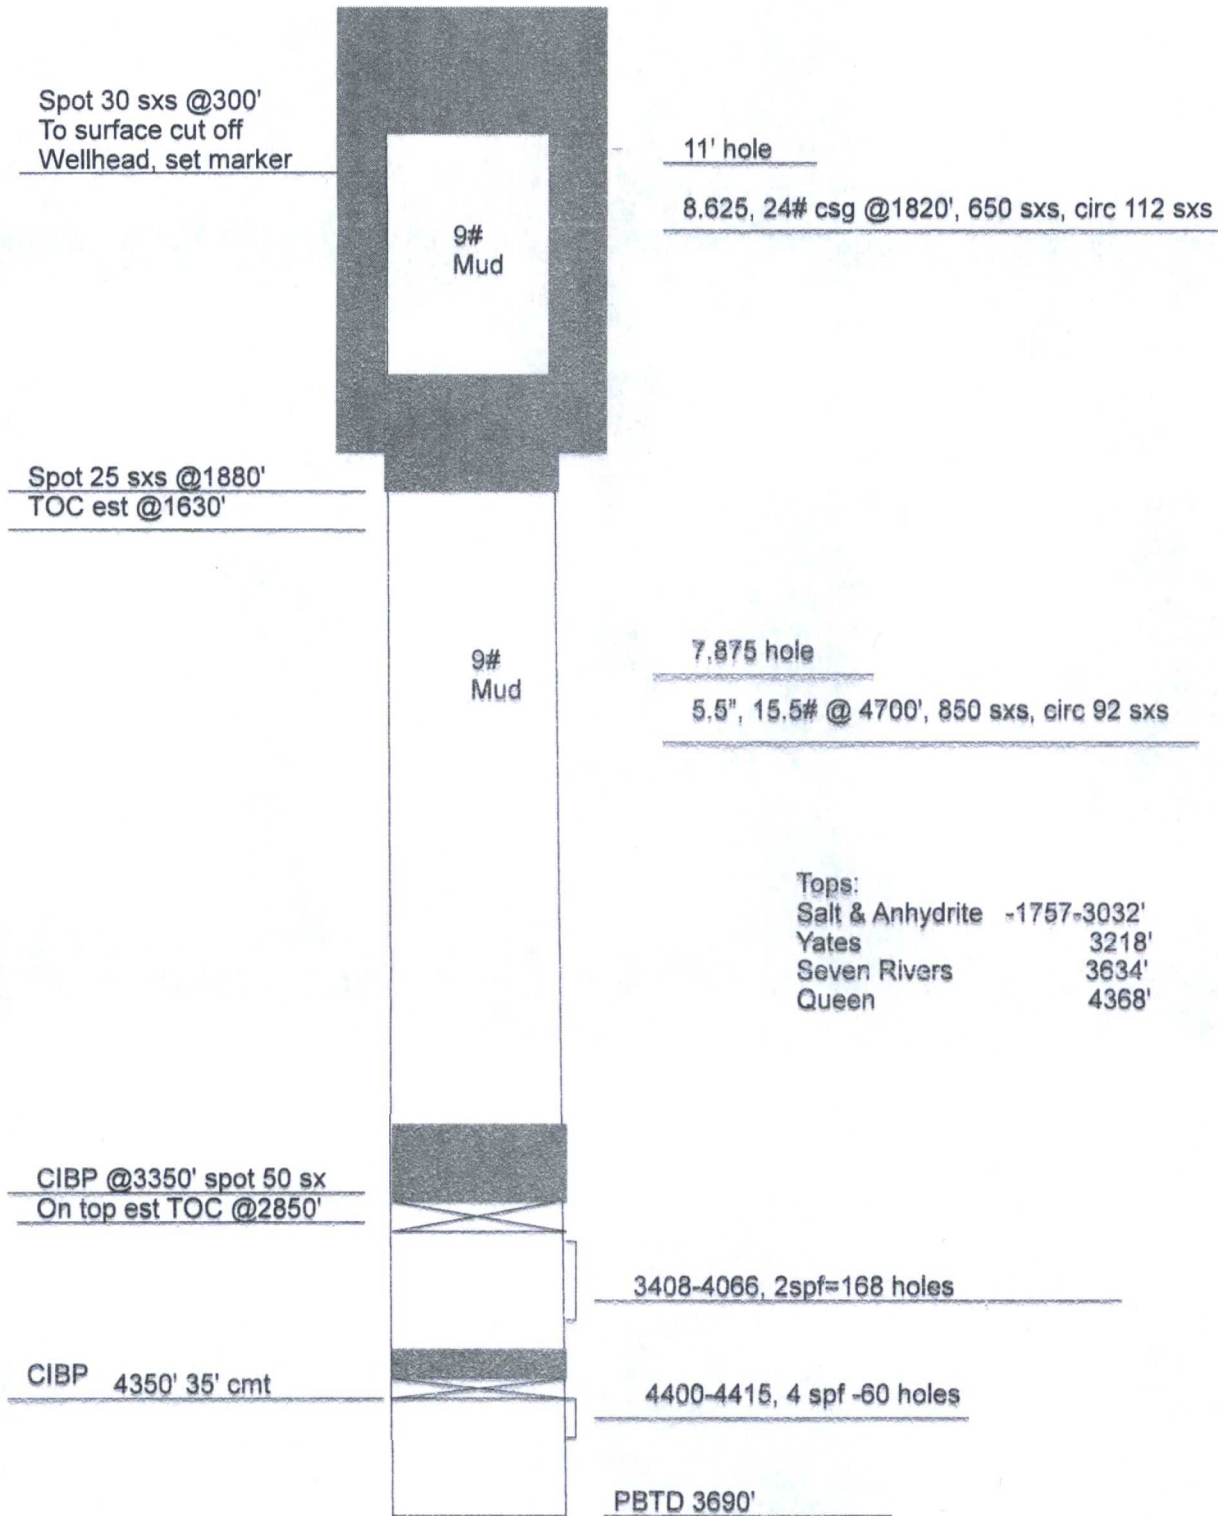 Spot 30 sxs @300'
To surface cut off
Wellhead, set marker
11' hole
8.625, 24# csg @1820', 650 sxs, circ 112 sxs
9#
Mud
Spot 25 sxs @1880'
TOC est @1630'
9#
Mud
7.875 hole
5.5", 15.5# @ 4700', 850 sxs, circ 92 sxs
Tops:
Salt & Anhydrite -1757-3032'
Yates 3218'
Seven Rivers 3634'
Queen 4368'
CIBP @3350' spot 50 sx
On top est TOC @2850'
3408-4066, 2spf=168 holes
CIBP 4350' 35' cmt
4400-4415, 4 spf -60 holes
PBTD 3690'